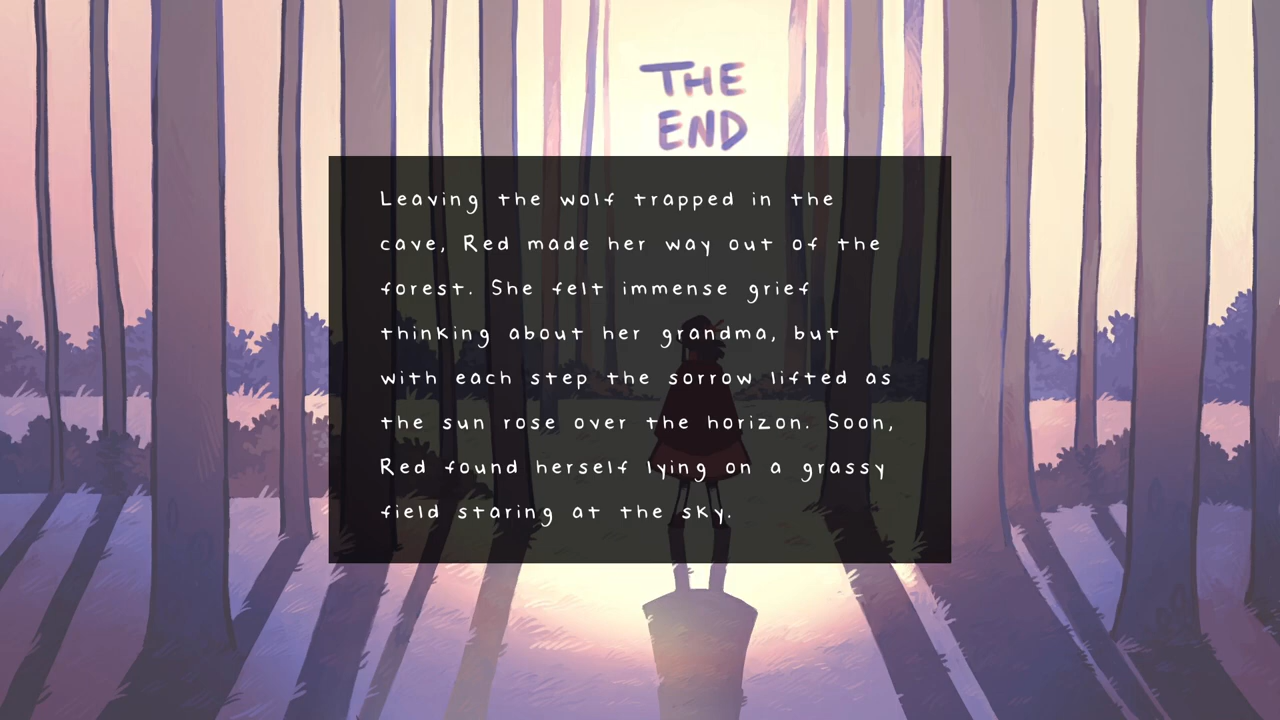 THE
END
Leaving the wolf trapped in the
cave, Red made her way out of the
forest. She felt immense grief
thinking about her grandma, but
with each step the sorrow lifted as
the sun rose over the horizon. Soon,
Red found herself lying on a grassy
field staring at the sky.